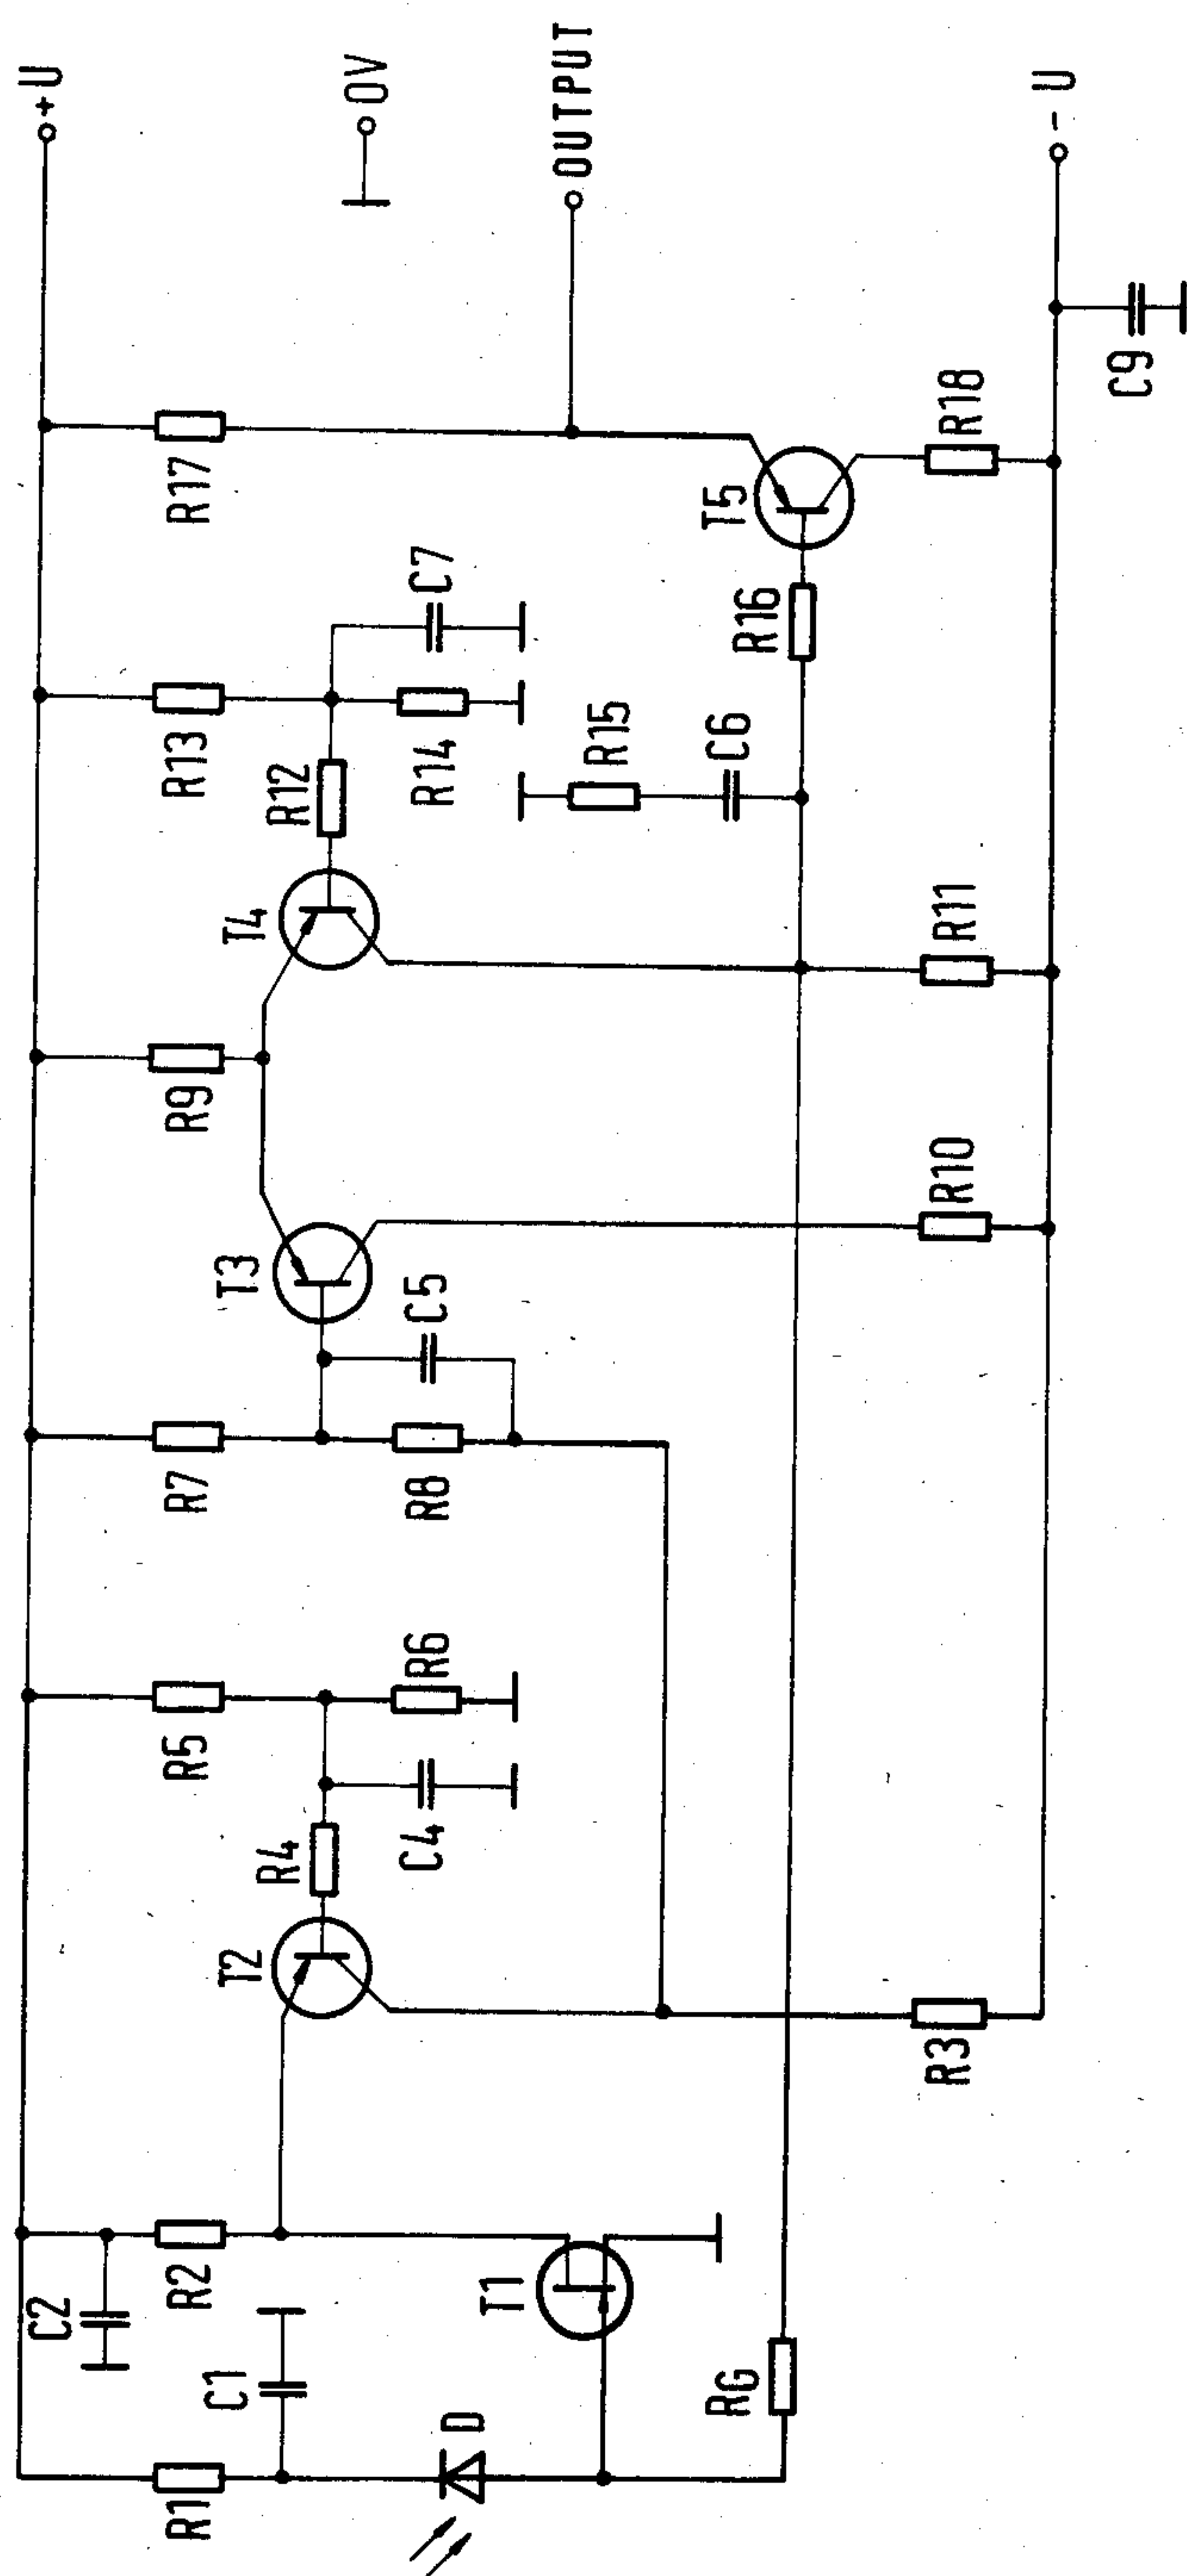 +U
0V
OUTPUT
- U
R17
R18
C9
T5
C7
R16
R13
R14
R15
C6
R12
T4
R11
R9
R10
T3
C5
R7
R8
R5
R6
R4
C4
T2
R3
C2
R2
C1
T1
RG
D
R1